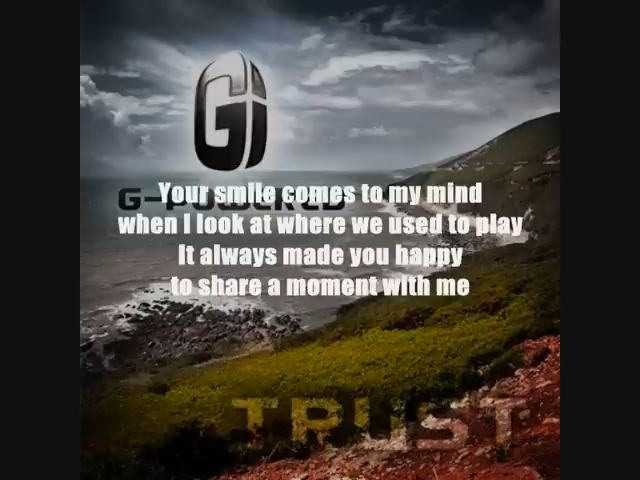 G
G-POWERED
Your smile comes to my mind
when I look at where we used to play
It always made you happy
to share a moment with me
TRUST